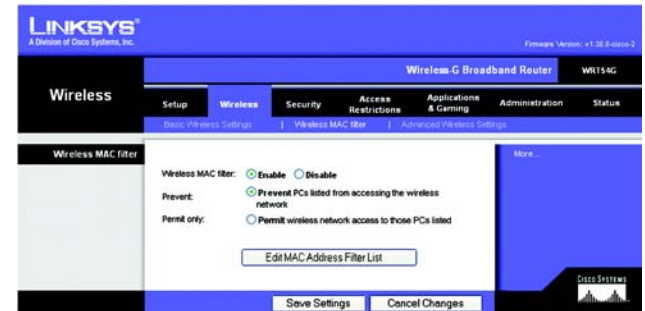 LINKSYS®
A Division of Cisco Systems, Inc.
Wireless-G Broadband Router WRT54G
Wireless
Setup Wireless Security Access Restrictions Applications & Gaming Administration Status
Basic Wireless Settings | Wireless MAC filter | Advanced Wireless Settings
Wireless MAC filter
More...
Wireless MAC filter: Enable Disable
Prevent: Prevent PCs listed from accessing the wireless
network
Permit only: Permit wireless network access to those PCs listed
Edit MAC Address Filter List
CISCO SYSTEMS
Save Settings Cancel Changes